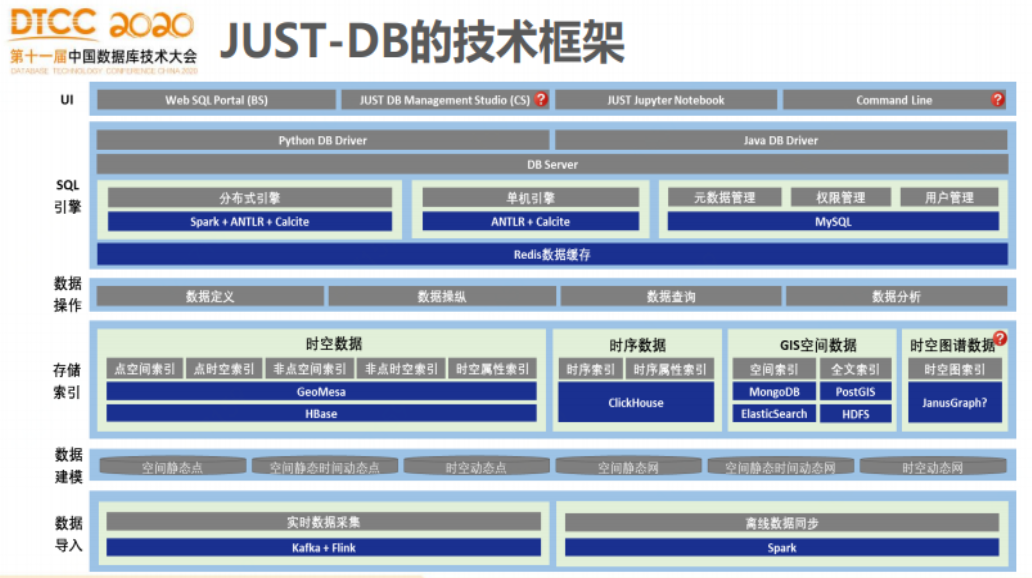 DTCC 2020
第十一届中国数据库技术大会
DATABASE TECHNOLOGY CONFERENCE CHINA 2020
JUST-DB的技术框架
UI
Web SQL Portal (BS)
JUST DB Management Studio (CS) ?
JUST Jupyter Notebook
Command Line ?
SQL
引擎
Python DB Driver
Java DB Driver
DB Server
分布式引擎
Spark + ANTLR + Calcite
单机引擎
ANTLR + Calcite
元数据管理
权限管理
用户管理
MySQL
Redis数据缓存
数据
操作
数据定义
数据操纵
数据查询
数据分析
存储
索引
时空数据
点空间索引
点时空索引
非点空间索引
非点时空索引
时空属性索引
GeoMesa
HBase
时序数据
时序索引
时序属性索引
ClickHouse
GIS空间数据
空间索引
全文索引
MongoDB
PostGIS
ElasticSearch
HDFS
时空图谱数据 ?
时空图索引
JanusGraph?
数据
建模
空间静态点
空间静态时间动态点
时空动态点
空间静态网
空间静态时间动态网
时空动态网
数据
导入
实时数据采集
Kafka + Flink
离线数据同步
Spark